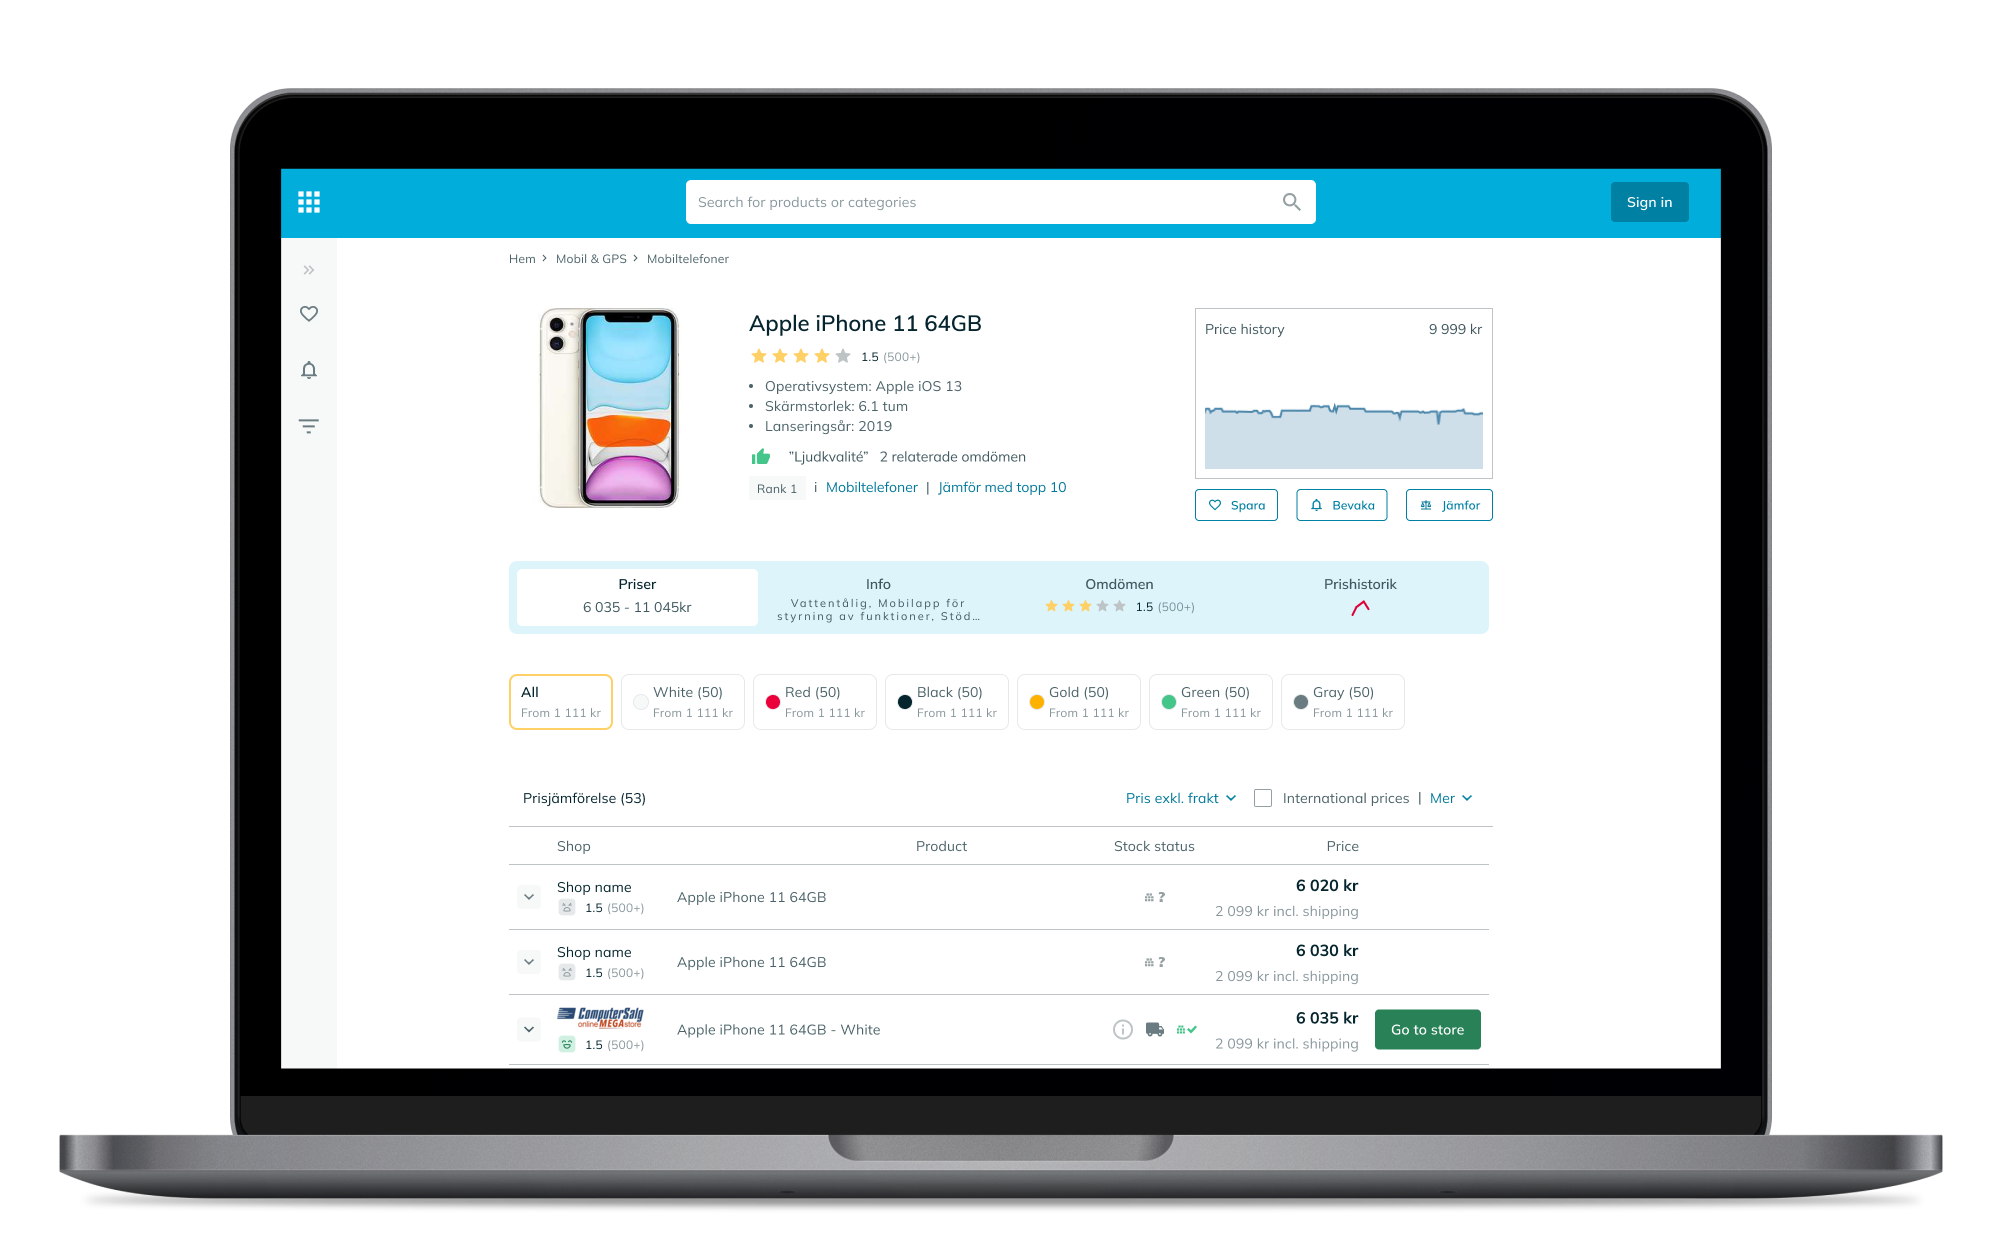 Search for products or categories
Sign in
Hem > Mobil & GPS > Mobiltelefoner
Apple iPhone 11 64GB
1.5 (500+)
• Operativsystem: Apple iOS 13
• Skärmstorlek: 6.1 tum
• Lanseringsår: 2019
”Ljudkvalité” 2 relaterade omdömen
Rank 1 i Mobiltelefoner | Jämför med topp 10
Price history 9 999 kr
Spara Bevaka Jämfor
Priser
6 035 - 11 045kr
Info
Vattentålig, Mobilapp för
styrning av funktioner, Stöd…
Omdömen
1.5 (500+)
Prishistorik
All
From 1 111 kr
White (50)
From 1 111 kr
Red (50)
From 1 111 kr
Black (50)
From 1 111 kr
Gold (50)
From 1 111 kr
Green (50)
From 1 111 kr
Gray (50)
From 1 111 kr
Prisjämförelse (53)
Pris exkl. frakt International prices | Mer
Shop Product Stock status Price
Shop name
1.5 (500+)
Apple iPhone 11 64GB
?
6 020 kr
2 099 kr incl. shipping
Shop name
1.5 (500+)
Apple iPhone 11 64GB
?
6 030 kr
2 099 kr incl. shipping
ComputerSalg
online MEGAstore
1.5 (500+)
Apple iPhone 11 64GB - White
6 035 kr
2 099 kr incl. shipping
Go to store